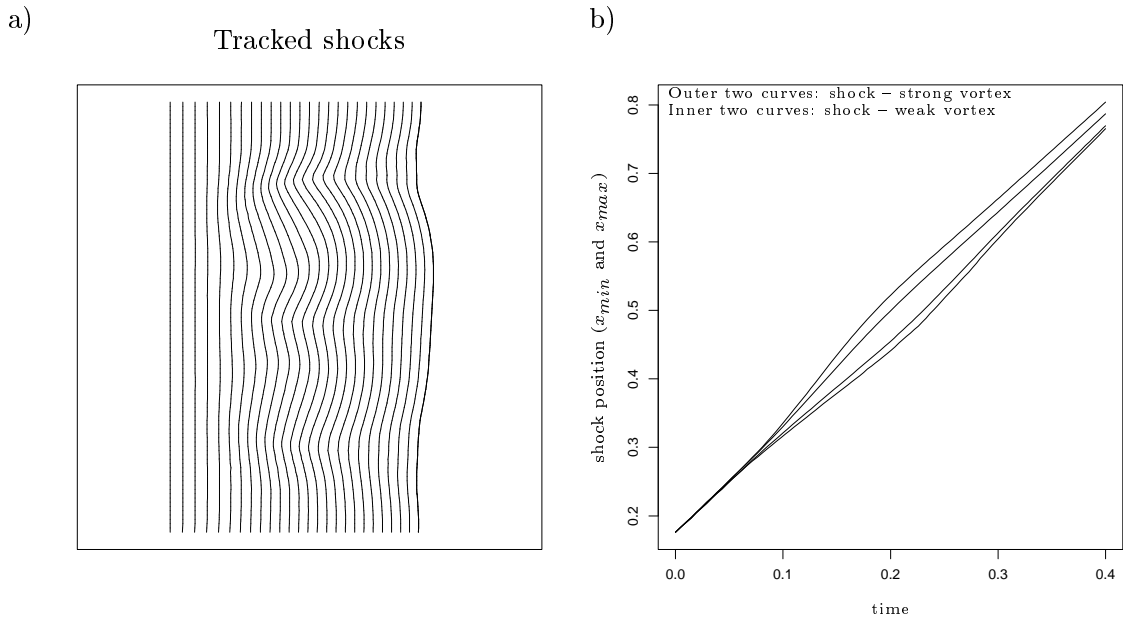 a)
Tracked shocks
b)
Outer two curves: shock – strong vortex
Inner two curves: shock – weak vortex
shock position (x_min and x_max)
0.8
0.7
0.6
0.5
0.4
0.3
0.2
0.0 0.1 0.2 0.3 0.4
time